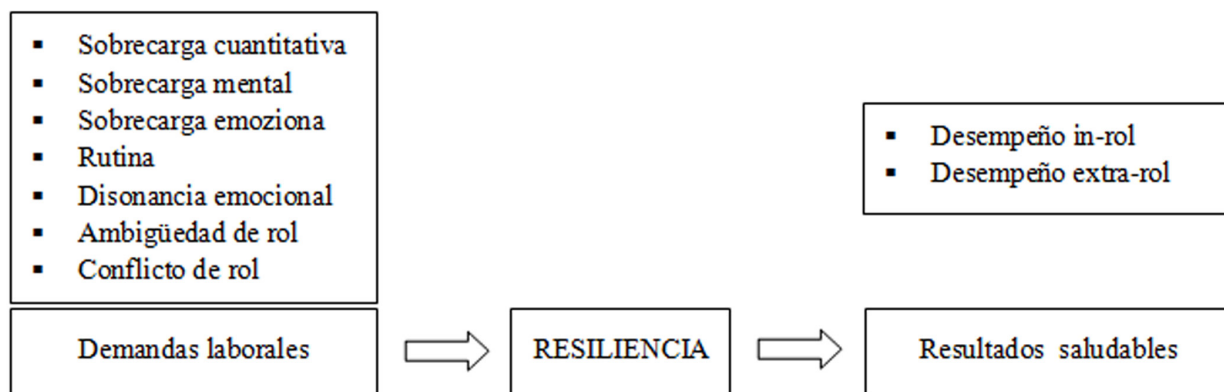 ▪ Sobrecarga cuantitativa
▪ Sobrecarga mental
▪ Sobrecarga emoziona
▪ Rutina
▪ Disonancia emocional
▪ Ambigüedad de rol
▪ Conflicto de rol
▪ Desempeño in-rol
▪ Desempeño extra-rol
Demandas laborales
RESILIENCIA
Resultados saludables